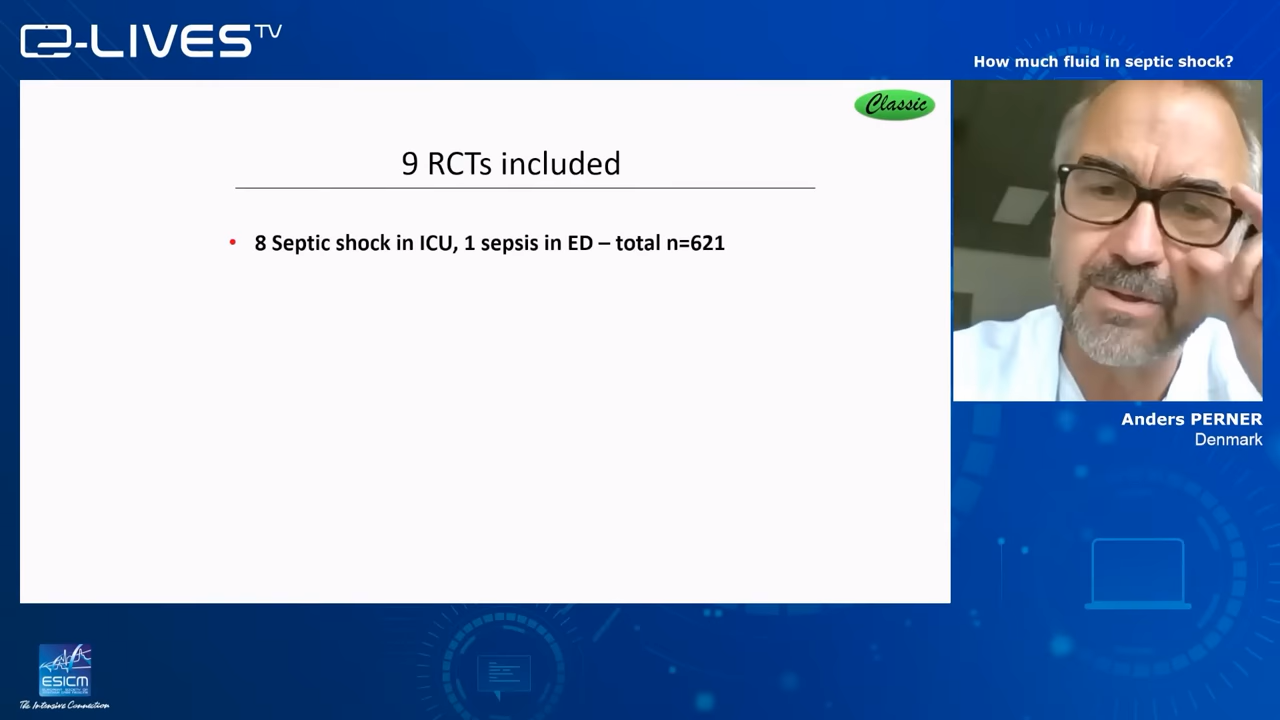 e-LIVES TV
How much fluid in septic shock?
Classic
9 RCTs included
• 8 Septic shock in ICU, 1 sepsis in ED – total n=621
Anders PERNER
Denmark
ESICM
The Intensive Connection